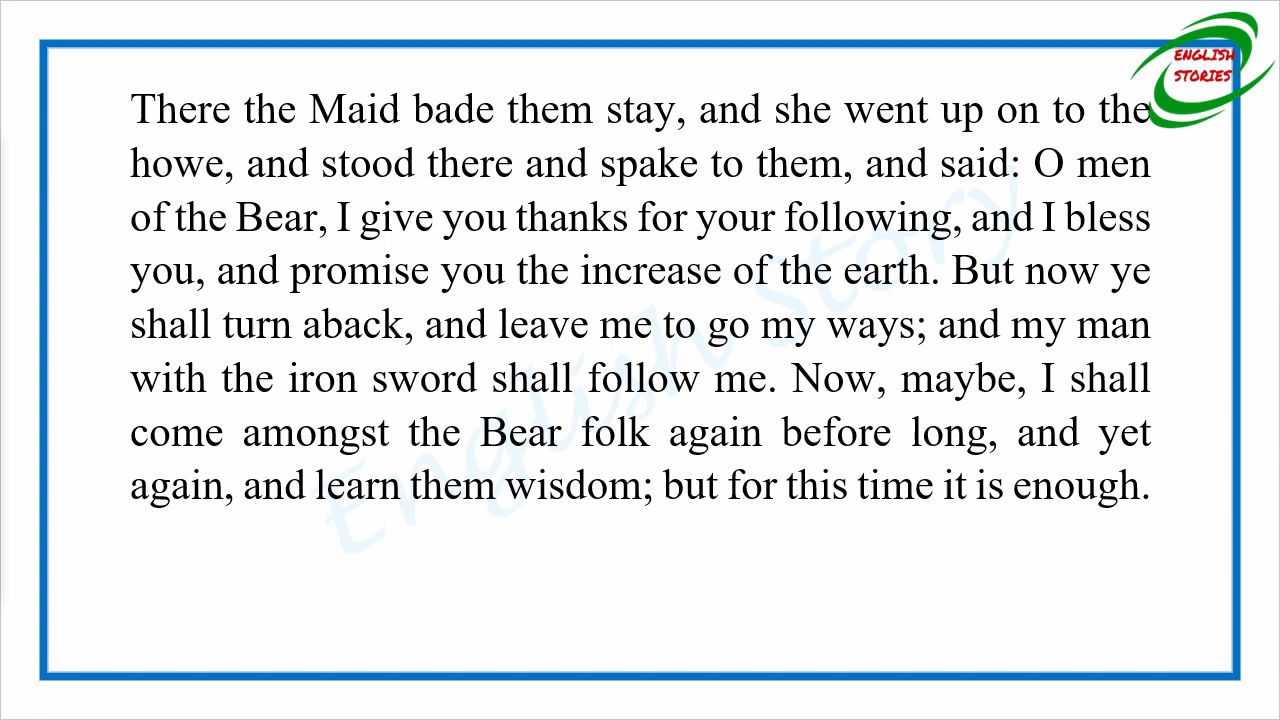 ENGLISH
STORIES
There the Maid bade them stay, and she went up on to the
howe, and stood there and spake to them, and said: O men
of the Bear, I give you thanks for your following, and I bless
you, and promise you the increase of the earth. But now ye
shall turn aback, and leave me to go my ways; and my man
with the iron sword shall follow me. Now, maybe, I shall
come amongst the Bear folk again before long, and yet
again, and learn them wisdom; but for this time it is enough.
English Story